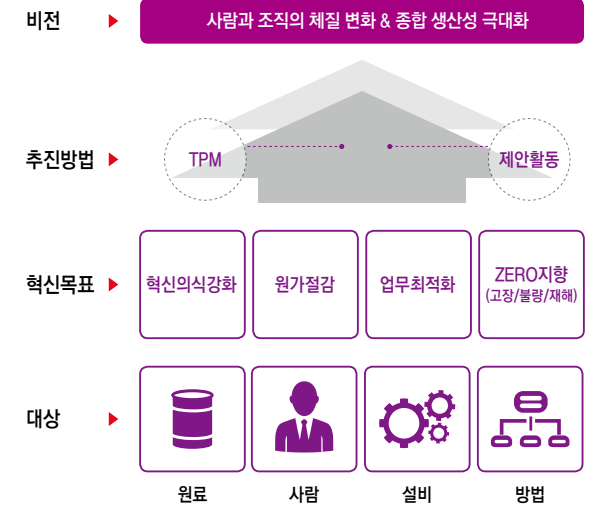 비전
사람과 조직의 체질 변화 & 종합 생산성 극대화
추진방법
TPM
제안활동
혁신목표
혁신의식강화
원가절감
업무최적화
ZERO지향
(고장/불량/재해)
대상
원료
사람
설비
방법